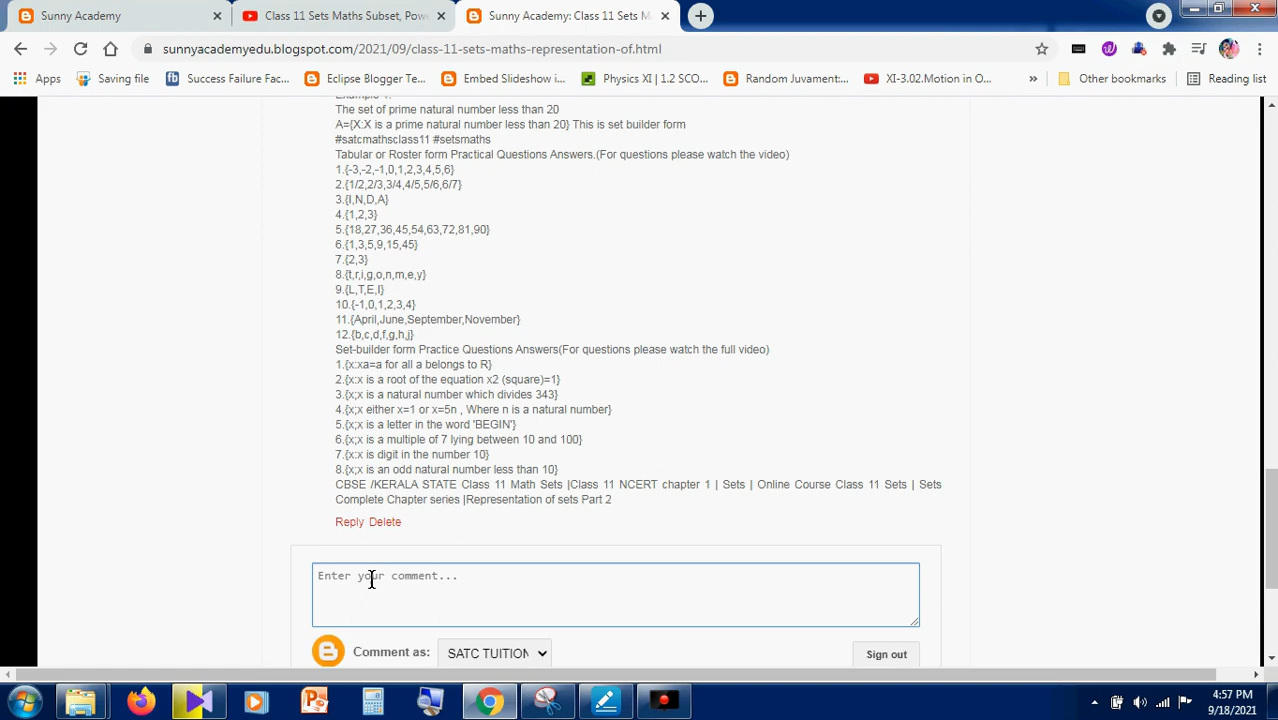 Sunny Academy
Class 11 Sets Maths Subset, Pow
Sunny Academy: Class 11 Sets M
sunnyacademyedu.blogspot.com/2021/09/class-11-sets-maths-representation-of.html
Apps
Saving file
Success Failure Fac...
Eclipse Blogger Te...
Embed Slideshow i...
Physics XI | 1.2 SCO...
Random Juvament:...
XI-3.02.Motion in O...
»
Other bookmarks
Reading list
The set of prime natural number less than 20
A={X:X is a prime natural number less than 20} This is set builder form
#satcmathsclass11 #setsmaths
Tabular or Roster form Practical Questions Answers.(For questions please watch the video)
1.{-3,-2,-1,0,1,2,3,4,5,6}
2.{1/2,2/3,3/4,4/5,5/6,6/7}
3.{I,N,D,A}
4.{1,2,3}
5.{18,27,36,45,54,63,72,81,90}
6.{1,3,5,9,15,45}
7.{2,3}
8.{t,r,i,g,o,n,m,e,y}
9.{L,T,E,I}
10.{-1,0,1,2,3,4}
11.{April,June,September,November}
12.{b,c,d,f,g,h,j}
Set-builder form Practice Questions Answers(For questions please watch the full video)
1.{x:xa=a for all a belongs to R}
2.{x:x is a root of the equation x2 (square)=1}
3.{x;x is a natural number which divides 343}
4.{x;x either x=1 or x=5n , Where n is a natural number}
5.{x;x is a letter in the word 'BEGIN'}
6.{x;x is a multiple of 7 lying between 10 and 100}
7.{x;x is digit in the number 10}
8.{x;x is an odd natural number less than 10}
CBSE /KERALA STATE Class 11 Math Sets |Class 11 NCERT chapter 1 | Sets | Online Course Class 11 Sets | Sets
Complete Chapter series |Representation of sets Part 2
Reply Delete
Enter your comment...
Comment as:
SATC TUITION
Sign out
4:57 PM
9/18/2021